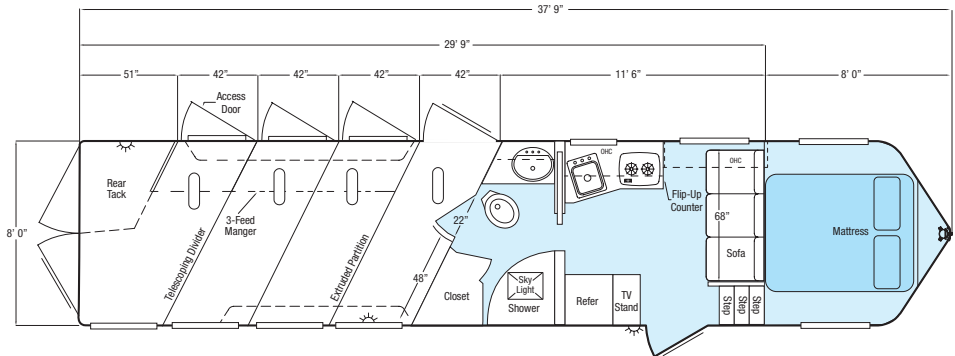 37' 9"
29' 9"
51"
42"
42"
42"
42"
11' 6"
8' 0"
Access
Door
Rear
Tack
OHC
OHC
3-Feed
Manger
22"
Flip-Up
Counter
68"
Mattress
8' 0"
Telescoping Divider
Extruded Partition
48"
Sofa
Closet
Sky
Light
Shower
Refer
TV
Stand
Step
Step
Step